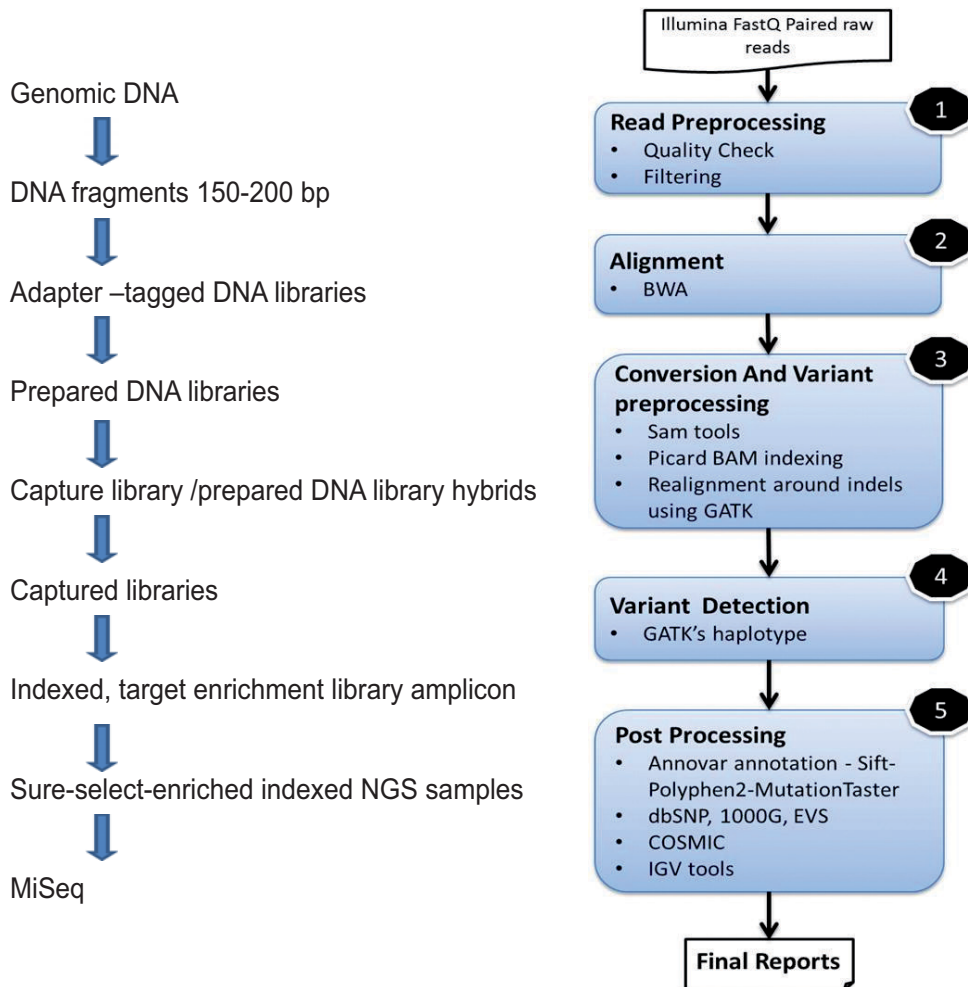 Genomic DNA
DNA fragments 150-200 bp
Adapter –tagged DNA libraries
Prepared DNA libraries
Capture library /prepared DNA library hybrids
Captured libraries
Indexed, target enrichment library amplicon
Sure-select-enriched indexed NGS samples
MiSeq
Illumina FastQ Paired raw
reads
1
Read Preprocessing
• Quality Check
• Filtering
2
Alignment
• BWA
3
Conversion And Variant
preprocessing
• Sam tools
• Picard BAM indexing
• Realignment around indels
using GATK
4
Variant Detection
• GATK's haplotype
5
Post Processing
• Annovar annotation - Sift-
Polyphen2-MutationTaster
• dbSNP, 1000G, EVS
• COSMIC
• IGV tools
Final Reports